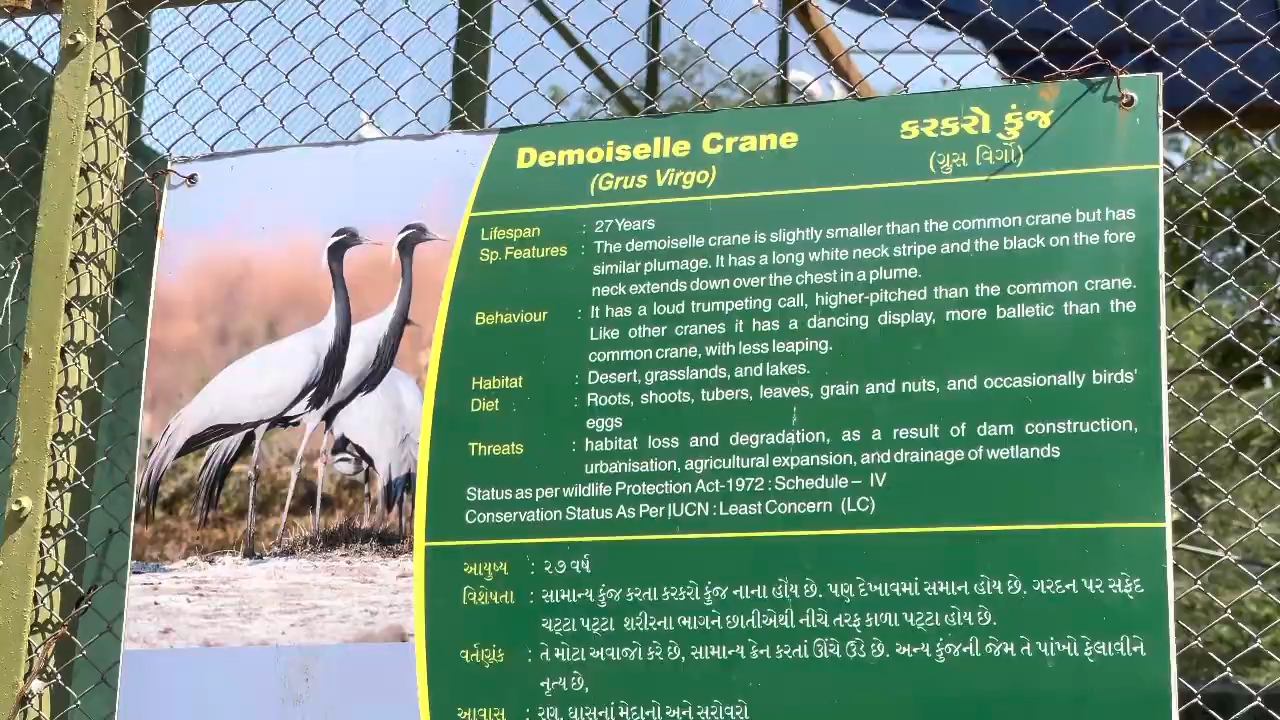 Demoiselle Crane
(Grus Virgo)
કરકરો કુંજ
(ગ્રુસ વિર્ગો)
Lifespan : 27 Years
Sp. Features : The demoiselle crane is slightly smaller than the common crane but has
similar plumage. It has a long white neck stripe and the black on the fore
neck extends down over the chest in a plume.
Behaviour : It has a loud trumpeting call, higher-pitched than the common crane.
Like other cranes it has a dancing display, more balletic than the
common crane, with less leaping.
Habitat : Desert, grasslands, and lakes.
Diet : Roots, shoots, tubers, leaves, grain and nuts, and occasionally birds'
eggs
Threats : habitat loss and degradation, as a result of dam construction,
urbanisation, agricultural expansion, and drainage of wetlands
Status as per wildlife Protection Act-1972 : Schedule – IV
Conservation Status As Per IUCN : Least Concern (LC)
આયુષ્ય : ૨૭ વર્ષ
વિશેષતા : સામાન્ય કુંજ કરતા કરકરો કુંજ નાના હોય છે. પણ દેખાવમાં સમાન હોય છે. ગરદન પર સફેદ
ચટ્ટા પટ્ટા શરીરના ભાગને છાતીએથી નીચે તરફ કાળા પટ્ટા હોય છે.
વર્તણુંક : તે મોટા અવાજો કરે છે, સામાન્ય ક્રેન કરતાં ઊંચે ઉડે છે. અન્ય કુંજની જેમ તે પાંખો ફેલાવીને
નૃત્ય છે,
આવાસ : રણ, ઘાસનાં મેદાનો અને સરોવરો